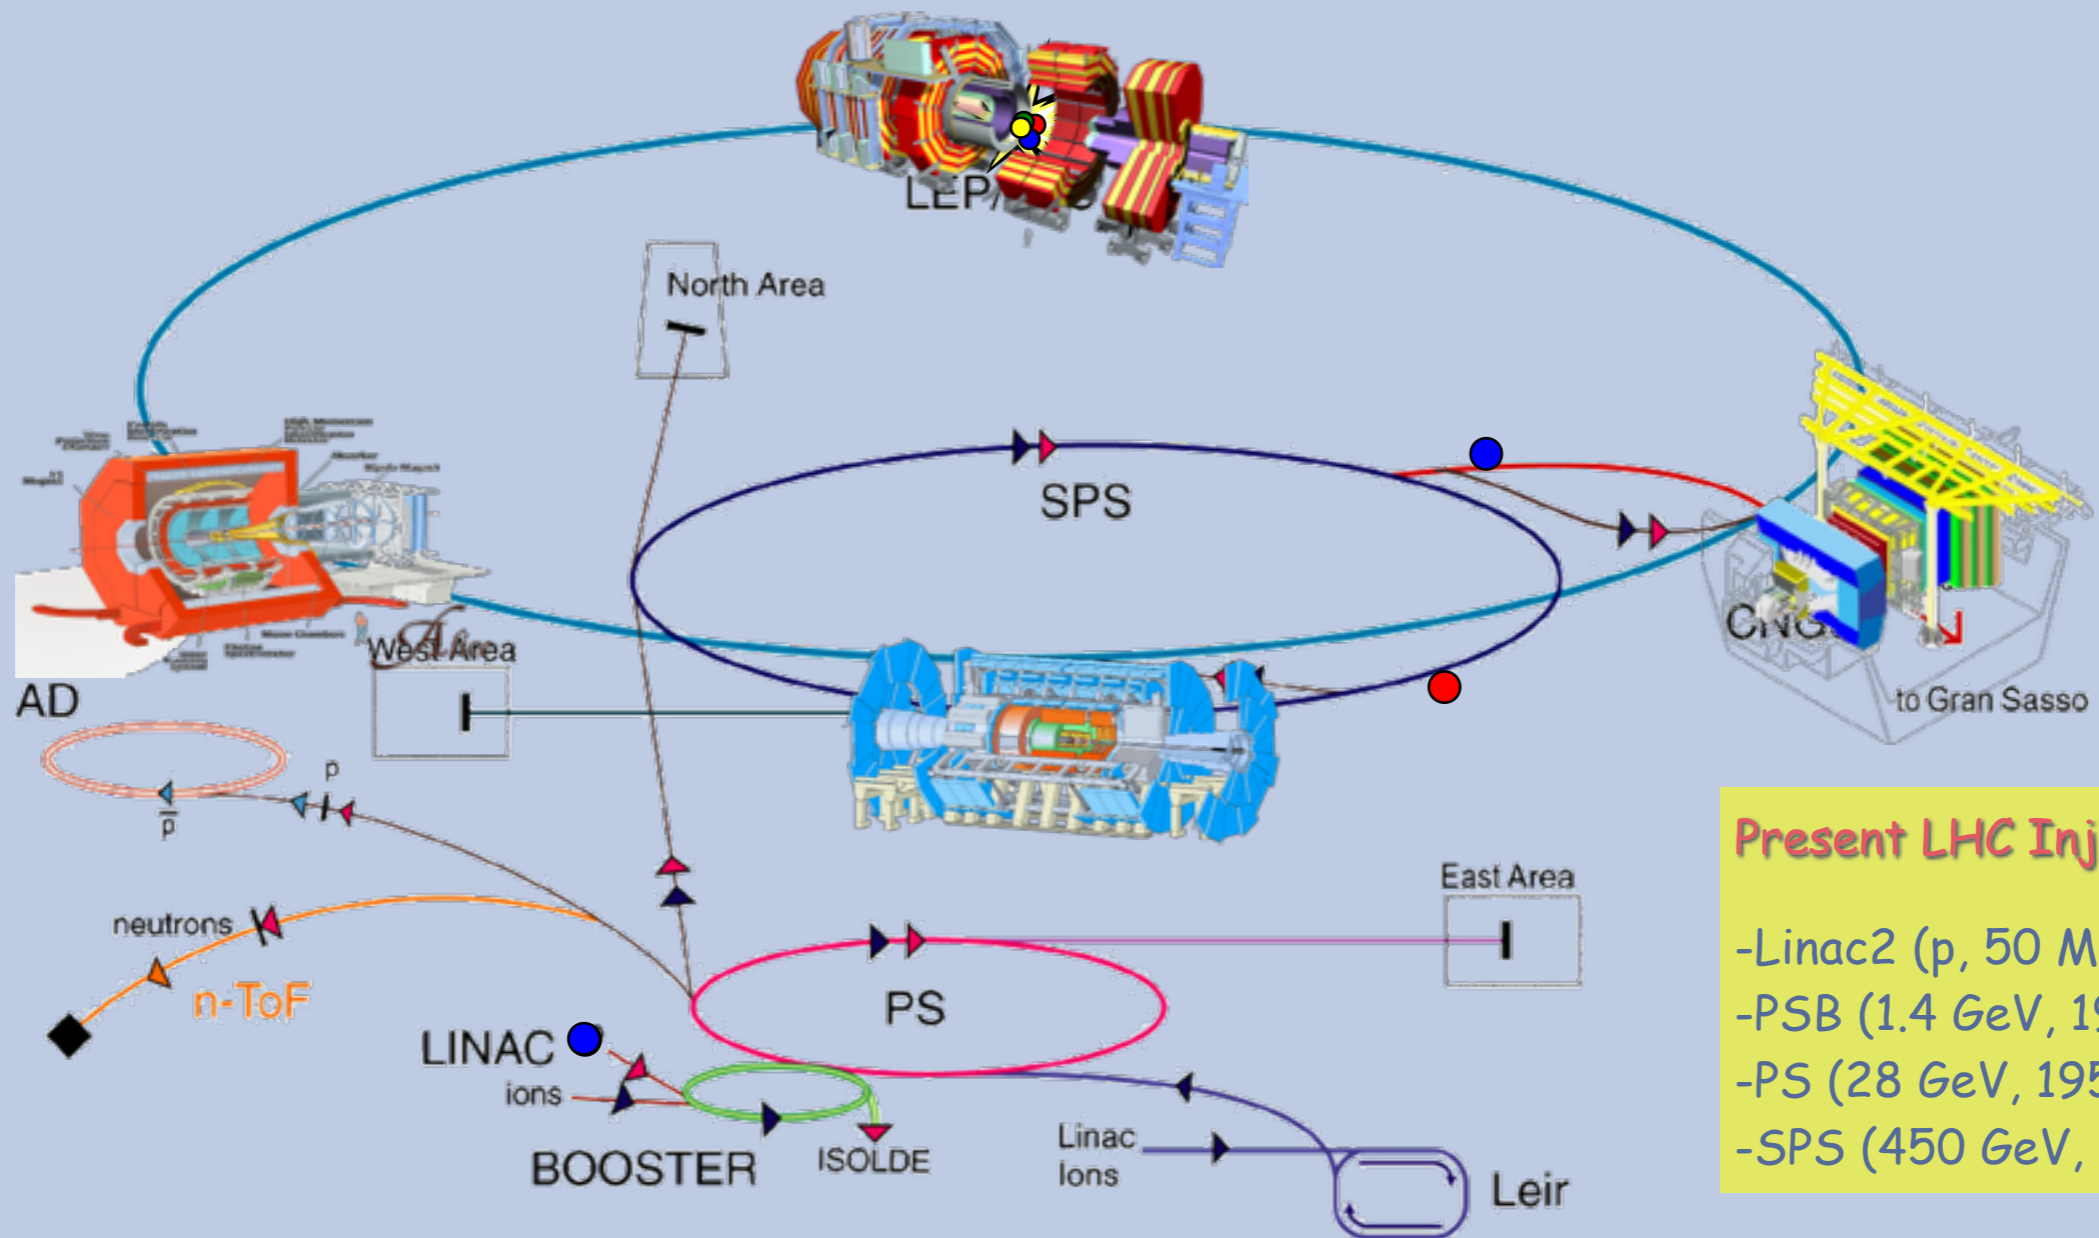 LEP/
North Area
SPS
CNG
to Gran Sasso
West Area
AD
p
p̅
neutrons
n-ToF
East Area
PS
LINAC
ions
BOOSTER
ISOLDE
Linac
Ions
Leir
Present LHC Inj
-Linac2 (p, 50 M
-PSB (1.4 GeV, 19
-PS (28 GeV, 195
-SPS (450 GeV,